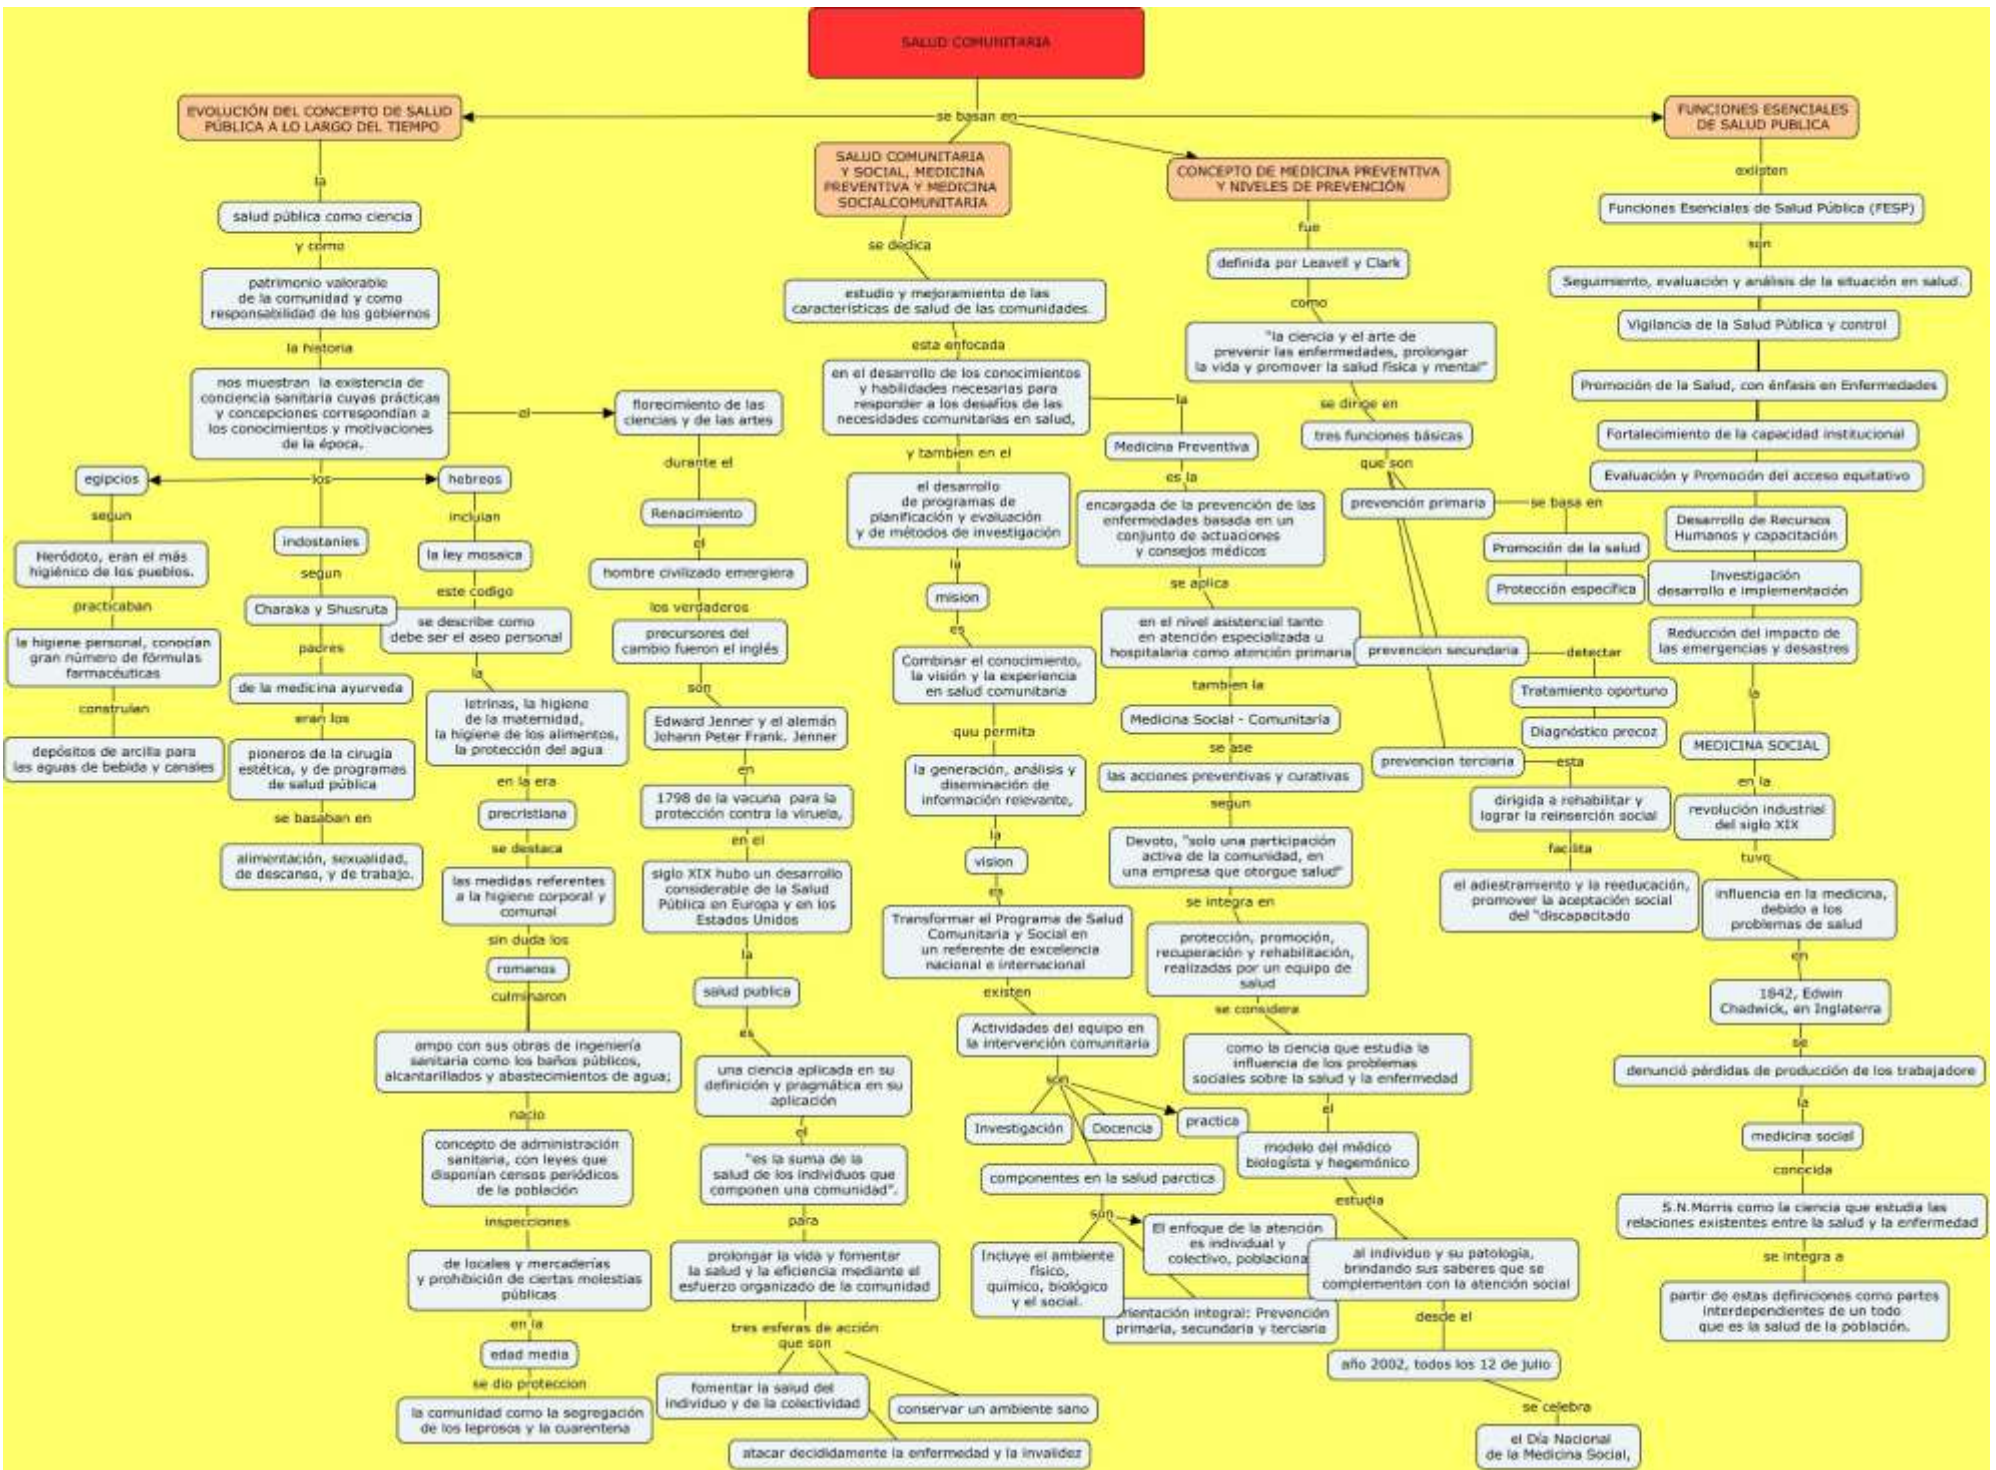 SALUD COMUNITARIA
se basan en
EVOLUCIÓN DEL CONCEPTO DE SALUD
PÚBLICA A LO LARGO DEL TIEMPO
la
salud pública como ciencia
y como
patrimonio valorable
de la comunidad y como
responsabilidad de los gobiernos
la historia
nos muestran la existencia de
conciencia sanitaria cuyas prácticas
y concepciones correspondían a
los conocimientos y motivaciones
de la época.
los
egipcios
segun
Heródoto, eran el más
higiénico de los pueblos.
practicaban
la higiene personal, conocían
gran número de fórmulas
farmacéuticas
construian
depósitos de arcilla para
las aguas de bebida y canales
indostaníes
segun
Charaka y Shusruta
padres
de la medicina ayurveda
eran los
pioneros de la cirugía
estética, y de programas
de salud pública
se basaban en
alimentación, sexualidad,
de descanso, y de trabajo.
hebreos
incluian
la ley mosaica
este codigo
se describe como
debe ser el aseo personal
la
letrinas, la higiene
de la maternidad,
la higiene de los alimentos,
la protección del agua
en la era
precristiana
se destaca
las medidas referentes
a la higiene corporal y
comunal
sin duda los
romanos
culminaron
ampo con sus obras de ingeniería
sanitaria como los baños públicos,
alcantarillados y abastecimientos de agua;
nacio
concepto de administración
sanitaria, con leyes que
disponían censos periódicos
de la población
inspecciones
de locales y mercaderías
y prohibición de ciertas molestias
públicas
en la
edad media
se dio proteccion
la comunidad como la segregación
de los leprosos y la cuarentena
el
florecimiento de las
ciencias y de las artes
durante el
Renacimiento
el
hombre civilizado emergiera
los verdaderos
precursores del
cambio fueron el inglés
son
Edward Jenner y el alemán
Johann Peter Frank. Jenner
en
1798 de la vacuna para la
protección contra la viruela,
en el
siglo XIX hubo un desarrollo
considerable de la Salud
Pública en Europa y en los
Estados Unidos
la
salud publica
es
una ciencia aplicada en su
definición y pragmática en su
aplicación
el
"es la suma de la
salud de los individuos que
componen una comunidad".
para
prolongar la vida y fomentar
la salud y la eficiencia mediante el
esfuerzo organizado de la comunidad
tres esferas de acción
que son
fomentar la salud del
individuo y de la colectividad
conservar un ambiente sano
atacar decididamente la enfermedad y la invalidez
SALUD COMUNITARIA
Y SOCIAL, MEDICINA
PREVENTIVA Y MEDICINA
SOCIALCOMUNITARIA
se dedica
estudio y mejoramiento de las
características de salud de las comunidades.
esta enfocada
en el desarrollo de los conocimientos
y habilidades necesarias para
responder a los desafíos de las
necesidades comunitarias en salud,
y tambien en el
el desarrollo
de programas de
planificación y evaluación
y de métodos de investigación
la
mision
es
Combinar el conocimiento,
la visión y la experiencia
en salud comunitaria
quu permita
la generación, análisis y
diseminación de
información relevante,
la
vision
es
Transformar el Programa de Salud
Comunitaria y Social en
un referente de excelencia
nacional e internacional
existen
Actividades del equipo en
la intervención comunitaria
son
Investigación
Docencia
practica
componentes en la salud parctica
son
Incluye el ambiente
físico,
químico, biológico
y el social.
El enfoque de la atención
es individual y
colectivo, poblaciona
rientación integral: Prevención
primaria, secundaria y terciaria
la
Medicina Preventiva
es la
encargada de la prevención de las
enfermedades basada en un
conjunto de actuaciones
y consejos médicos
se aplica
en el nivel asistencial tanto
en atención especializada u
hospitalaria como atención primaria
tambien la
Medicina Social - Comunitaria
se ase
las acciones preventivas y curativas
segun
Devoto, "solo una participación
activa de la comunidad, en
una empresa que otorgue salud"
se integra en
protección, promoción,
recuperación y rehabilitación,
realizadas por un equipo de
salud
se considera
como la ciencia que estudia la
influencia de los problemas
sociales sobre la salud y la enfermedad
el
modelo del médico
biologísta y hegemónico
estudia
al individuo y su patología,
brindando sus saberes que se
complementan con la atención social
desde el
año 2002, todos los 12 de julio
se celebra
el Día Nacional
de la Medicina Social,
CONCEPTO DE MEDICINA PREVENTIVA
Y NIVELES DE PREVENCIÓN
fue
definida por Leavell y Clark
como
"la ciencia y el arte de
prevenir las enfermedades, prolongar
la vida y promover la salud física y mental"
se dirige en
tres funciones básicas
que son
prevención primaria
se basa en
Promoción de la salud
Protección específica
prevencion secundaria
detectar
Tratamiento oportuno
Diagnóstico precoz
prevencion terciaria
esta
dirigida a rehabilitar y
lograr la reinserción social
facilita
el adiestramiento y la reeducación,
promover la aceptación social
del "discapacitado
FUNCIONES ESENCIALES
DE SALUD PUBLICA
exiisten
Funciones Esenciales de Salud Pública (FESP)
son
Seguimiento, evaluación y análisis de la situación en salud.
Vigilancia de la Salud Pública y control
Promoción de la Salud, con énfasis en Enfermedades
Fortalecimiento de la capacidad institucional
Evaluación y Promoción del acceso equitativo
Desarrollo de Recursos
Humanos y capacitación
Investigación
desarrollo e implementación
Reducción del impacto de
las emergencias y desastres
la
MEDICINA SOCIAL
en la
revolución industrial
del siglo XIX
tuvo
influencia en la medicina,
debido a los
problemas de salud
en
1842, Edwin
Chadwick, en Inglaterra
se
denunció pérdidas de producción de los trabajadore
la
medicina social
conocida
S.N.Morris como la ciencia que estudia las
relaciones existentes entre la salud y la enfermedad
se integra a
partir de estas definiciones como partes
interdependientes de un todo
que es la salud de la población.